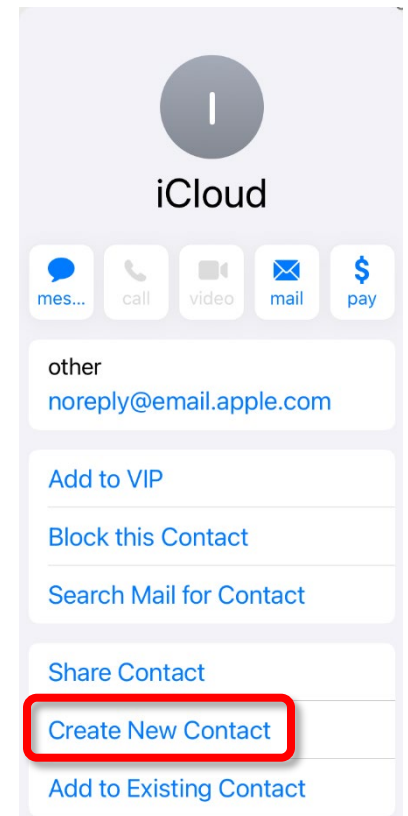 I
iCloud
mes... call video mail pay
other
noreply@email.apple.com
Add to VIP
Block this Contact
Search Mail for Contact
Share Contact
Create New Contact
Add to Existing Contact